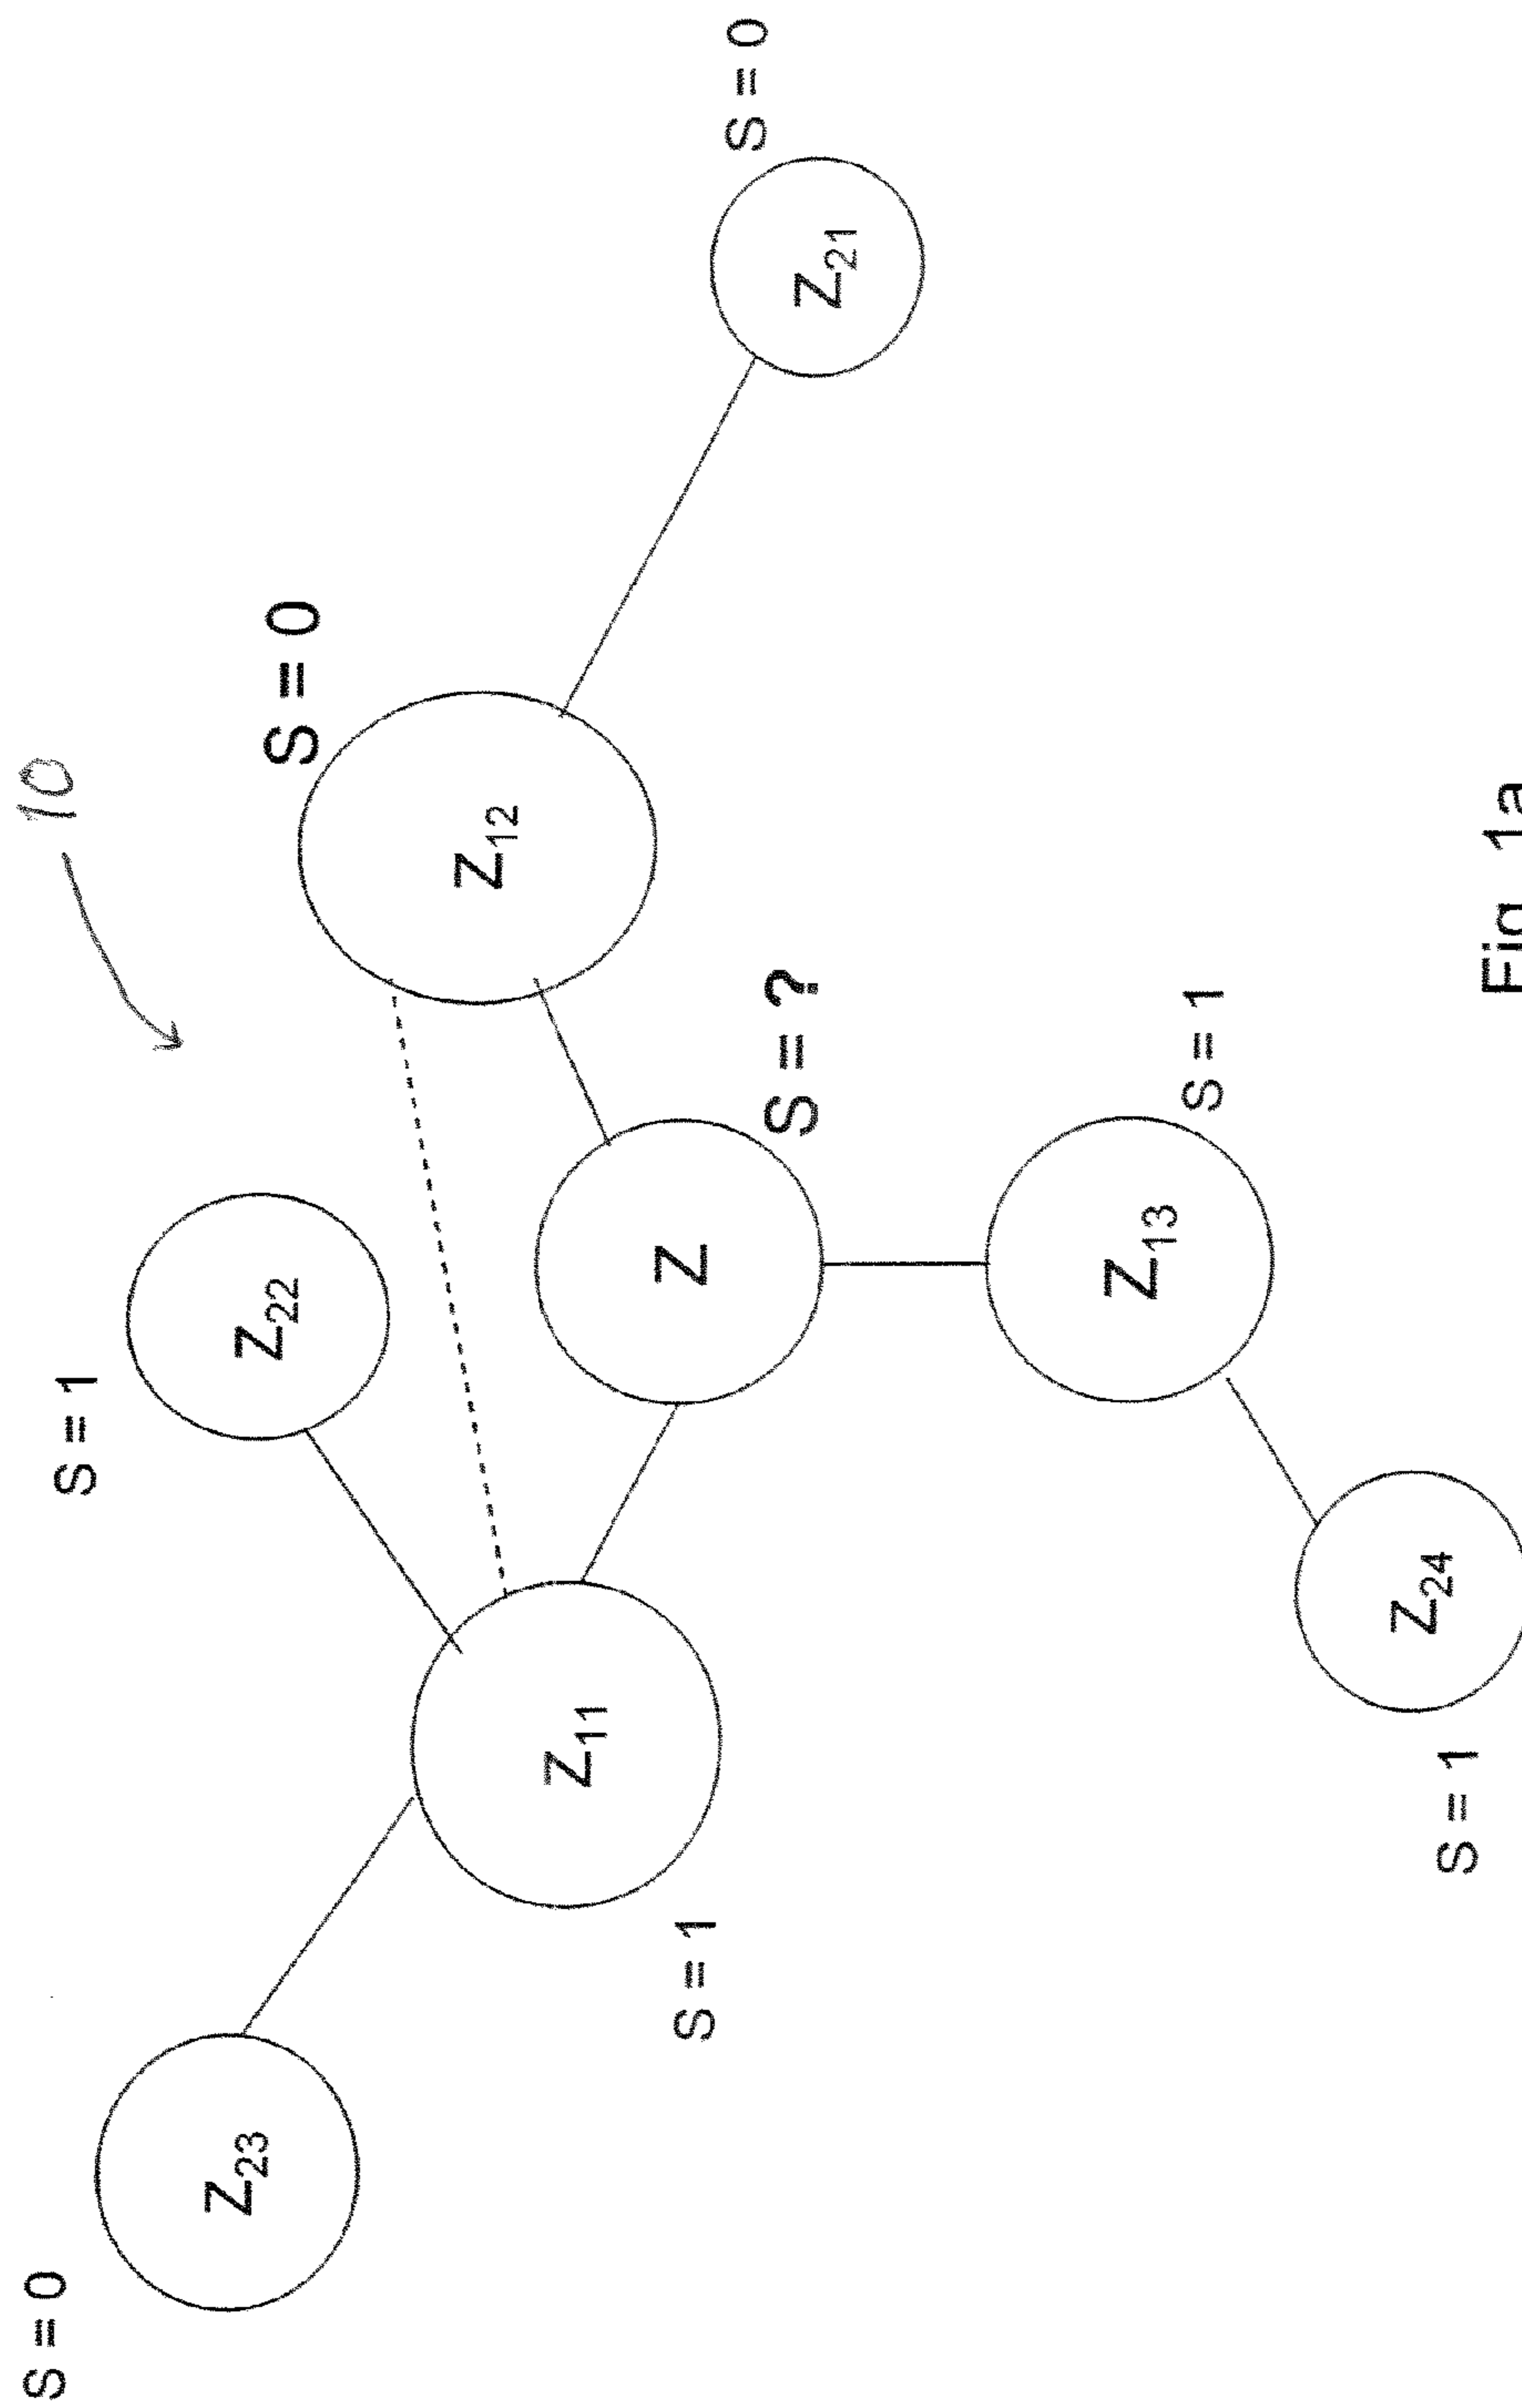 S = 0
10
S = 1
Z23
Z22
S = 0
Z12
Z11
S = 1
Z
S = 0
S = ?
Z21
Z13
S = 1
Z24
S = 1
Fig. 1a